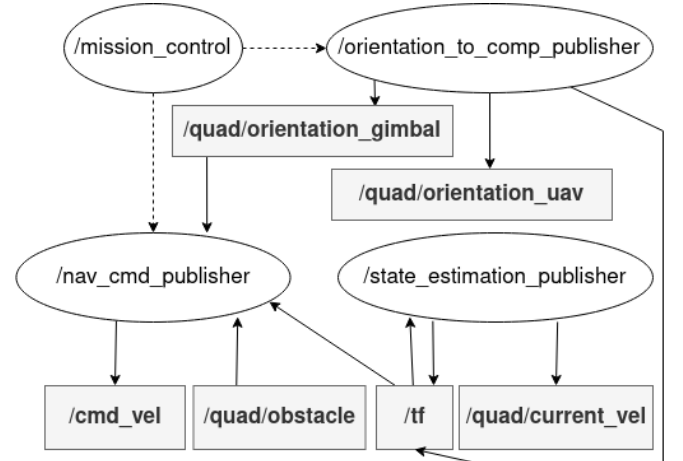 /mission_control
/orientation_to_comp_publisher
/quad/orientation_gimbal
/quad/orientation_uav
/nav_cmd_publisher
/state_estimation_publisher
/cmd_vel
/quad/obstacle
/tf
/quad/current_vel